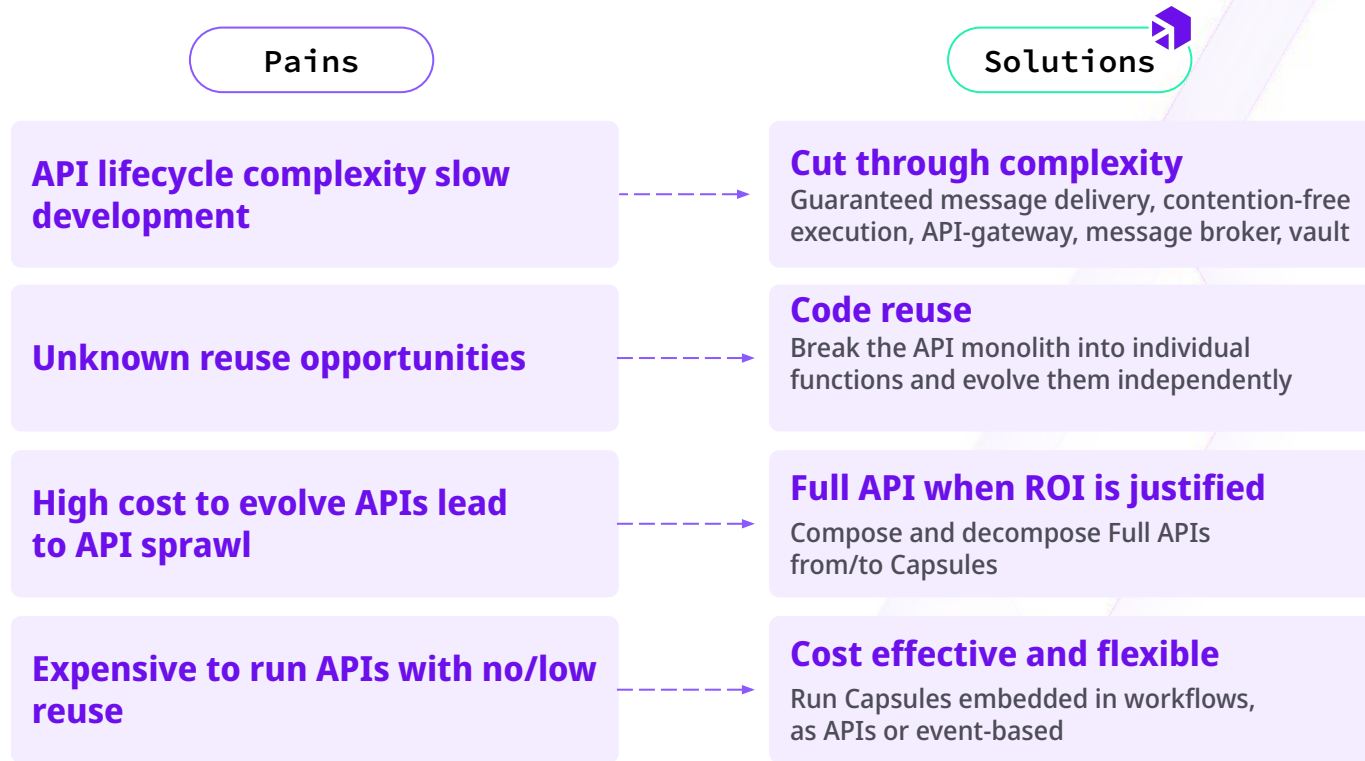 Pains
Solutions
API lifecycle complexity slow
development
Cut through complexity
Guaranteed message delivery, contention-free
execution, API-gateway, message broker, vault
Unknown reuse opportunities
Code reuse
Break the API monolith into individual
functions and evolve them independently
High cost to evolve APIs lead
to API sprawl
Full API when ROI is justified
Compose and decompose Full APIs
from/to Capsules
Expensive to run APIs with no/low
reuse
Cost effective and flexible
Run Capsules embedded in workflows,
as APIs or event-based